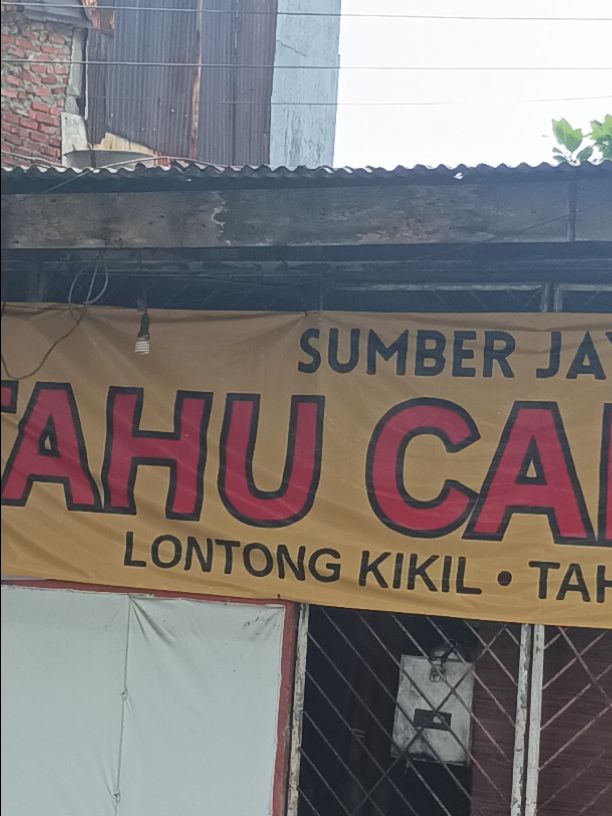 SUMBER JAY
TAHU CA
LONTONG KIKIL • TAH